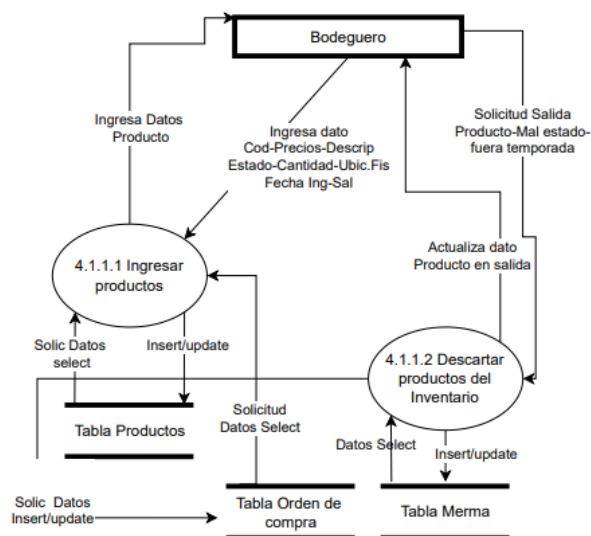 Bodeguero
Ingresa Datos
Producto
Ingresa dato
Cod-Precios-Descrip
Estado-Cantidad-Ubic.Fis
Fecha Ing-Sal
Solicitud Salida
Producto-Mal estado-
fuera temporada
4.1.1.1 Ingresar
productos
Actualiza dato
Producto en salida
Solic Datos
select
Insert/update
4.1.1.2 Descartar
productos del
Inventario
Solicitud
Datos Select
Tabla Productos
Datos Select
Insert/update
Solic Datos
Insert/update
Tabla Orden de
compra
Tabla Merma